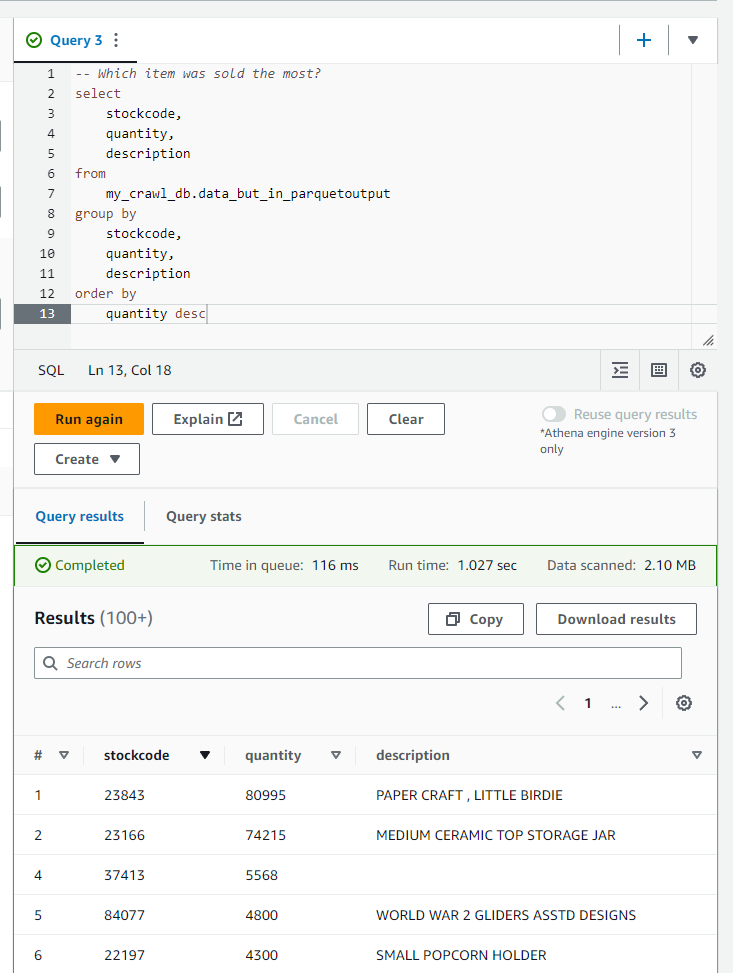 Query 3
1 -- Which item was sold the most?
2 select
3 stockcode,
4 quantity,
5 description
6 from
7 my_crawl_db.data_but_in_parquetoutput
8 group by
9 stockcode,
10 quantity,
11 description
12 order by
13 quantity desc
SQL Ln 13, Col 18
Run again Explain Cancel Clear Reuse query results
*Athena engine version 3
only
Create
Query results Query stats
Completed Time in queue: 116 ms Run time: 1.027 sec Data scanned: 2.10 MB
Results (100+) Copy Download results
Search rows
1 ...
# stockcode quantity description
1 23843 80995 PAPER CRAFT , LITTLE BIRDIE
2 23166 74215 MEDIUM CERAMIC TOP STORAGE JAR
4 37413 5568
5 84077 4800 WORLD WAR 2 GLIDERS ASSTD DESIGNS
6 22197 4300 SMALL POPCORN HOLDER